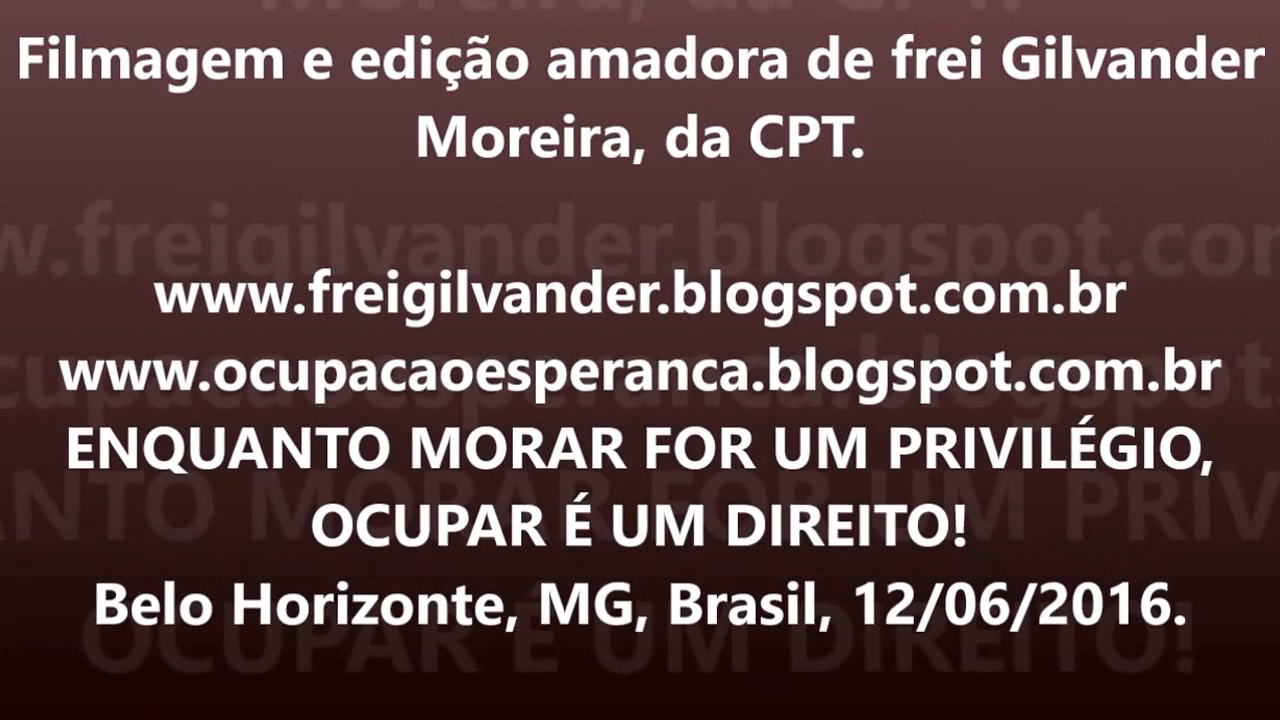 Filmagem e edição amadora de frei Gilvander
Moreira, da CPT.
www.freigilvander.blogspot.com.br
www.ocupacaoesperanca.blogspot.com.br
ENQUANTO MORAR FOR UM PRIVILÉGIO,
OCUPAR É UM DIREITO!
Belo Horizonte, MG, Brasil, 12/06/2016.